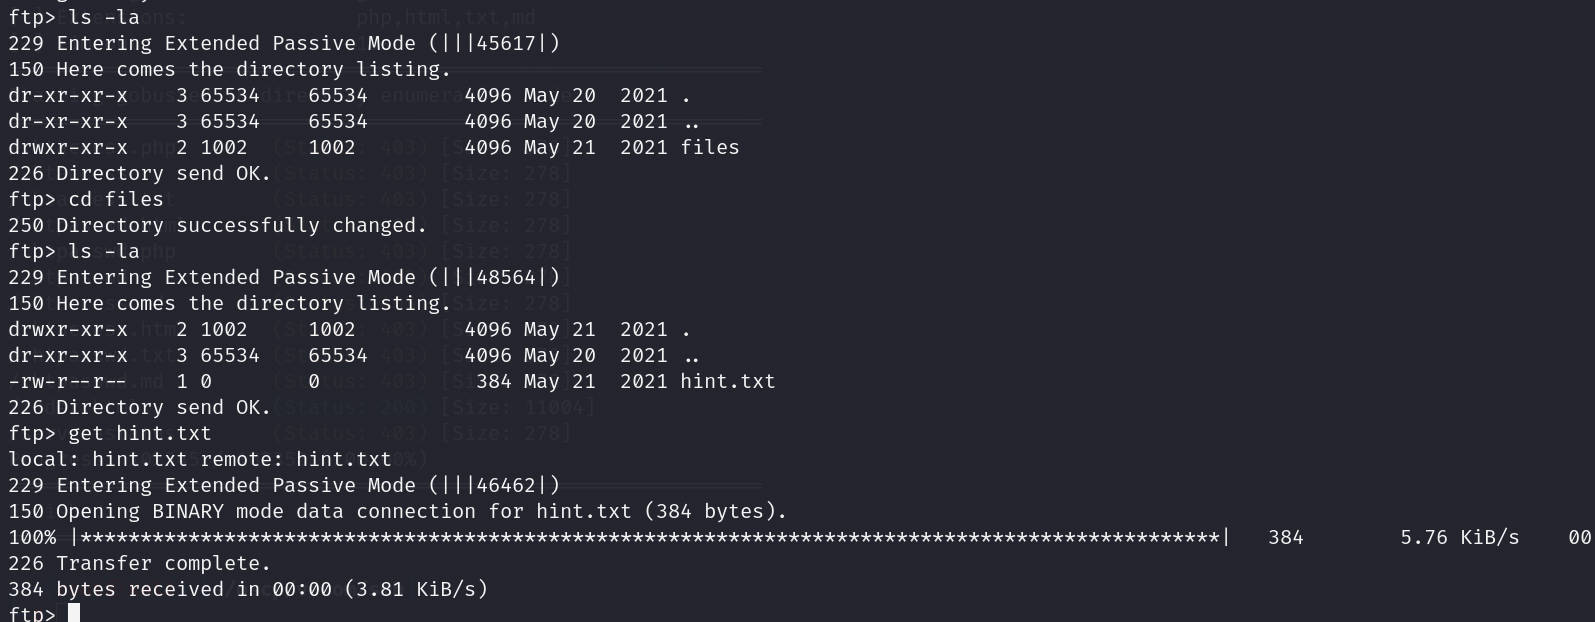 ftp> ls -la
229 Entering Extended Passive Mode (|||45617|)
150 Here comes the directory listing.
dr-xr-xr-x    3 65534    65534        4096 May 20  2021 .
dr-xr-xr-x    3 65534    65534        4096 May 20  2021 ..
drwxr-xr-x    2 1002     1002         4096 May 21  2021 files
226 Directory send OK.
ftp> cd files
250 Directory successfully changed.
ftp> ls -la
229 Entering Extended Passive Mode (|||48564|)
150 Here comes the directory listing.
drwxr-xr-x    2 1002     1002         4096 May 21  2021 .
dr-xr-xr-x    3 65534    65534        4096 May 20  2021 ..
-rw-r--r--    1 0        0             384 May 21  2021 hint.txt
226 Directory send OK.
ftp> get hint.txt
local: hint.txt remote: hint.txt
229 Entering Extended Passive Mode (|||46462|)
150 Opening BINARY mode data connection for hint.txt (384 bytes).
100% |***********************************************************************************************|   384        5.76 KiB/s    00
226 Transfer complete.
384 bytes received in 00:00 (3.81 KiB/s)
ftp>